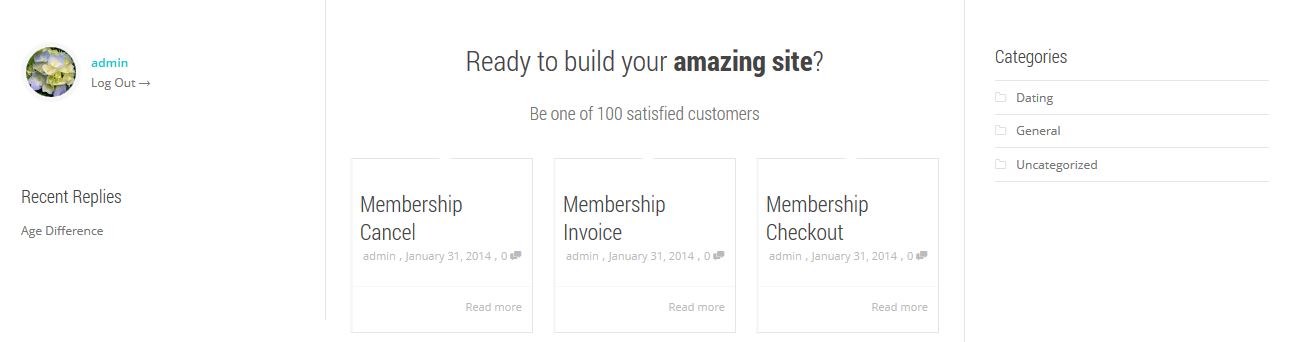 admin
Log Out →
Recent Replies
Age Difference
Ready to build your amazing site?
Be one of 100 satisfied customers
Membership
Cancel
admin , January 31, 2014 , 0
Read more
Membership
Invoice
admin , January 31, 2014 , 0
Read more
Membership
Checkout
admin , January 31, 2014 , 0
Read more
Categories
Dating
General
Uncategorized